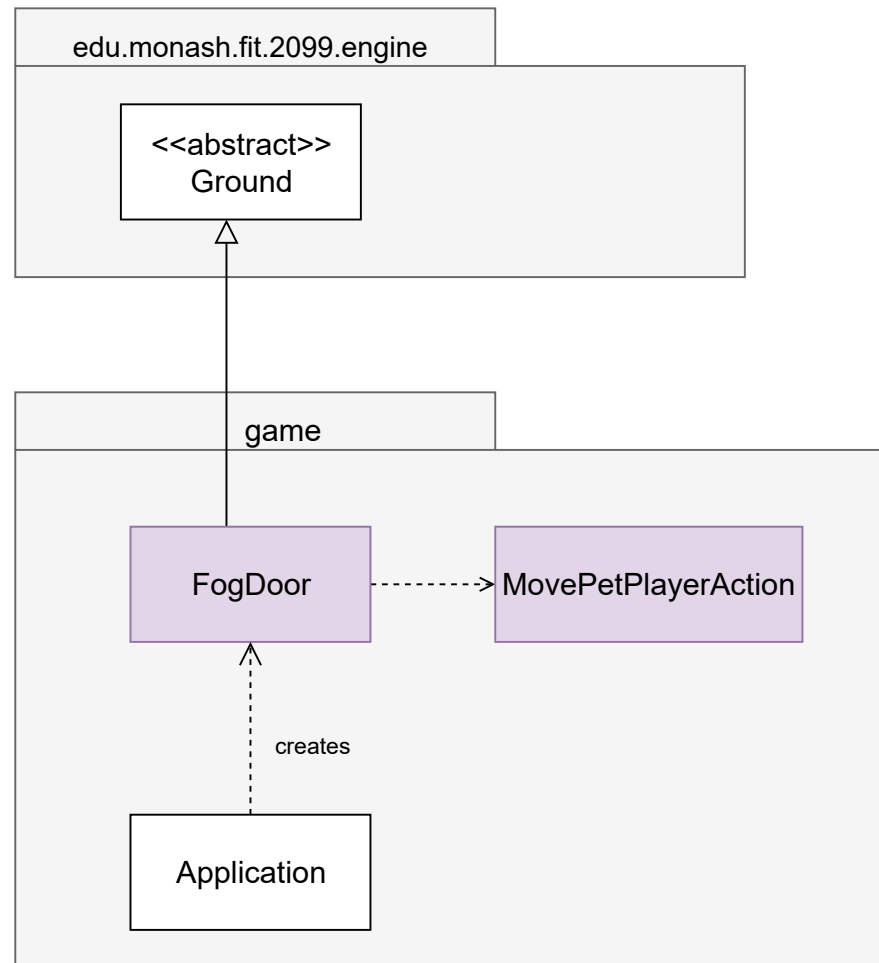 edu.monash.fit.2099.engine
<<abstract>>
Ground
game
FogDoor
MovePetPlayerAction
creates
Application